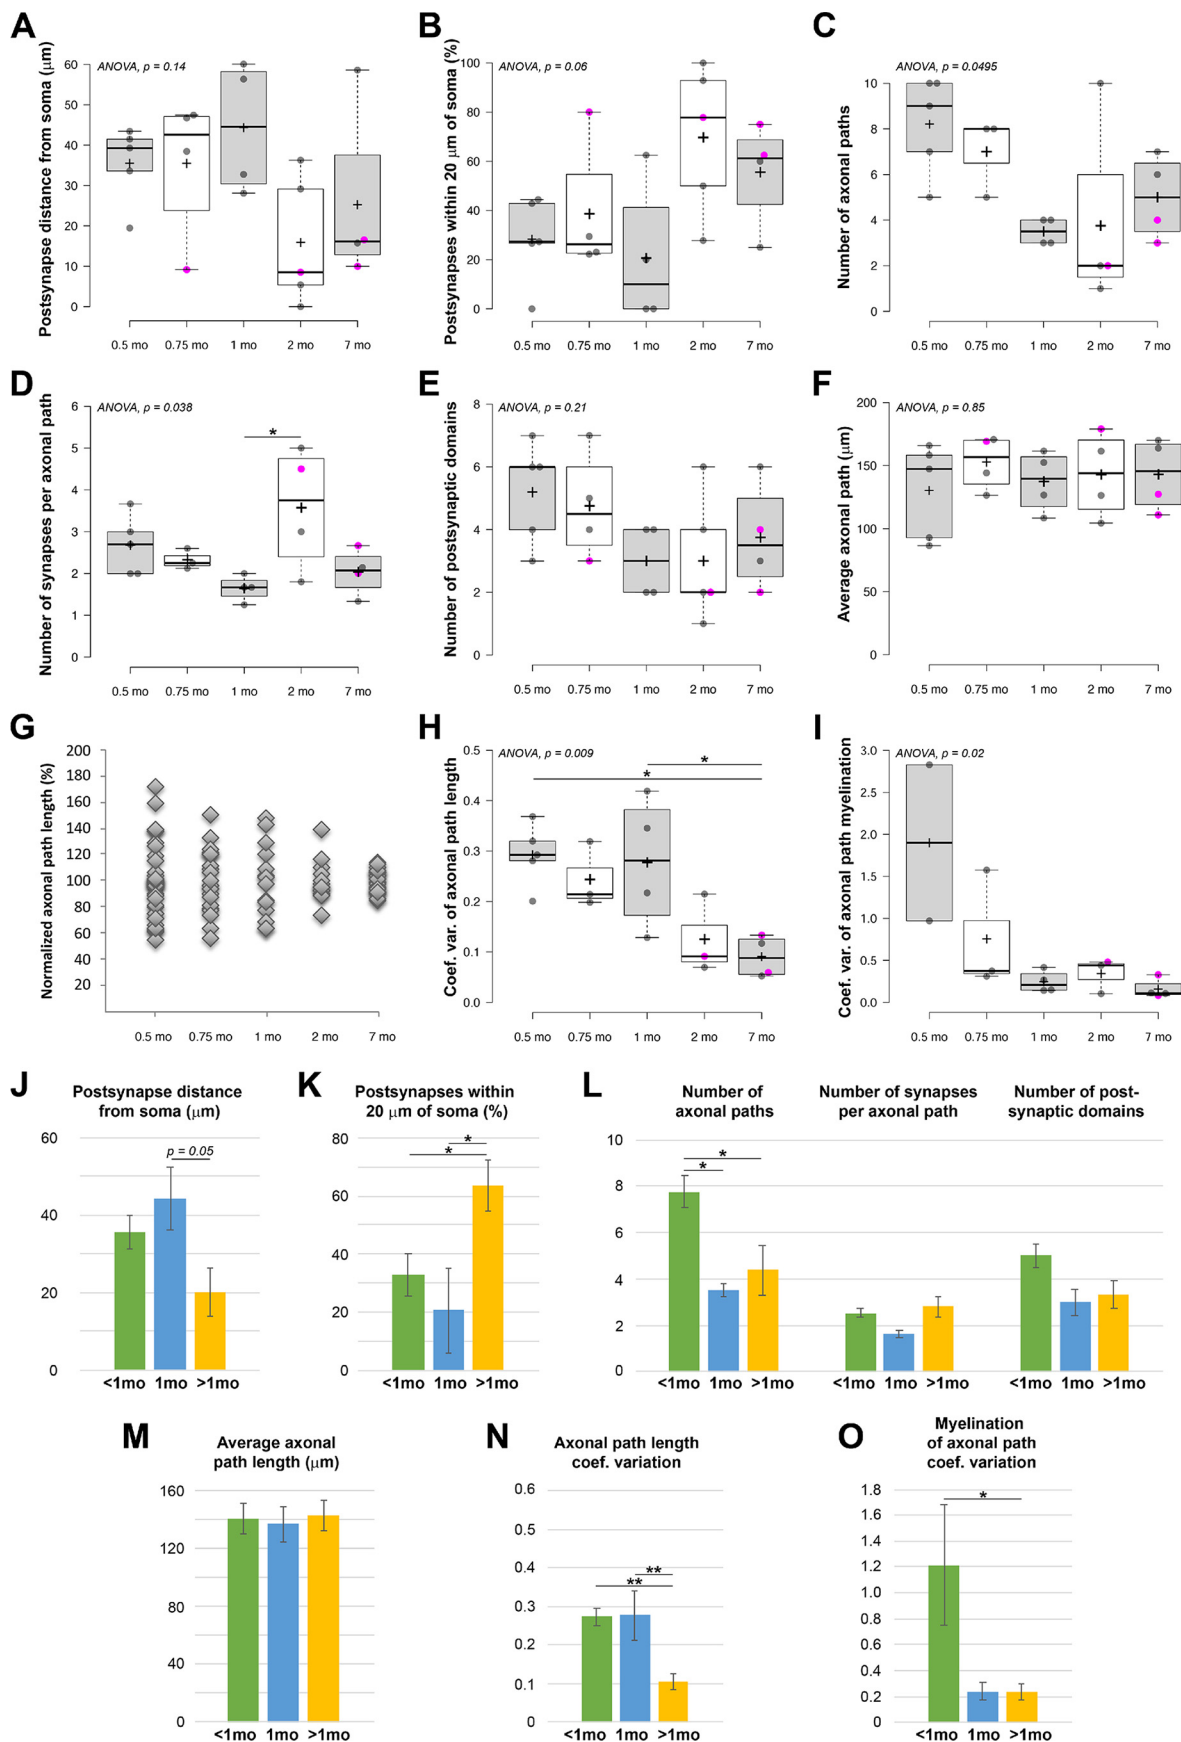 A
Postsynapse distance from soma (μm)
ANOVA, p = 0.14
60
50
40
30
20
10
0
0.5 mo 0.75 mo 1 mo 2 mo 7 mo
B
Postsynapses within 20 μm of soma (%)
ANOVA, p = 0.06
100
80
60
40
20
0
0.5 mo 0.75 mo 1 mo 2 mo 7 mo
C
Number of axonal paths
ANOVA, p = 0.0495
10
8
6
4
2
0
0.5 mo 0.75 mo 1 mo 2 mo 7 mo
D
Number of synapses per axonal path
ANOVA, p = 0.038
*
6
5
4
3
2
1
0
0.5 mo 0.75 mo 1 mo 2 mo 7 mo
E
Number of postsynaptic domains
ANOVA, p = 0.21
8
6
4
2
0
0.5 mo 0.75 mo 1 mo 2 mo 7 mo
F
Average axonal path (μm)
ANOVA, p = 0.85
200
150
100
50
0
0.5 mo 0.75 mo 1 mo 2 mo 7 mo
G
Normalized axonal path length (%)
200
180
160
140
120
100
80
60
40
20
0.5 mo 0.75 mo 1 mo 2 mo 7 mo
H
Coef. var. of axonal path length
ANOVA, p = 0.009
*
*
0.5
0.4
0.3
0.2
0.1
0.0
0.5 mo 0.75 mo 1 mo 2 mo 7 mo
I
Coef. var. of axonal path myelination
ANOVA, p = 0.02
3.0
2.5
2.0
1.5
1.0
0.5
0.0
0.5 mo 0.75 mo 1 mo 2 mo 7 mo
J
Postsynapse distance
from soma (μm)
p = 0.05
60
40
20
0
<1mo 1mo >1mo
K
Postsynapses within
20 μm of soma (%)
*
*
80
60
40
20
0
<1mo 1mo >1mo
L
Number of
axonal paths
Number of synapses
per axonal path
Number of post-
synaptic domains
*
*
10
8
6
4
2
0
<1mo 1mo >1mo <1mo 1mo >1mo <1mo 1mo >1mo
M
Average axonal
path length (μm)
160
120
80
40
0
<1mo 1mo >1mo
N
Axonal path length
coef. variation
**
**
0.6
0.5
0.4
0.3
0.2
0.1
0
<1mo 1mo >1mo
O
Myelination
of axonal path
coef. variation
*
1.8
1.6
1.4
1.2
1.0
0.8
0.6
0.4
0.2
0
<1mo 1mo >1mo